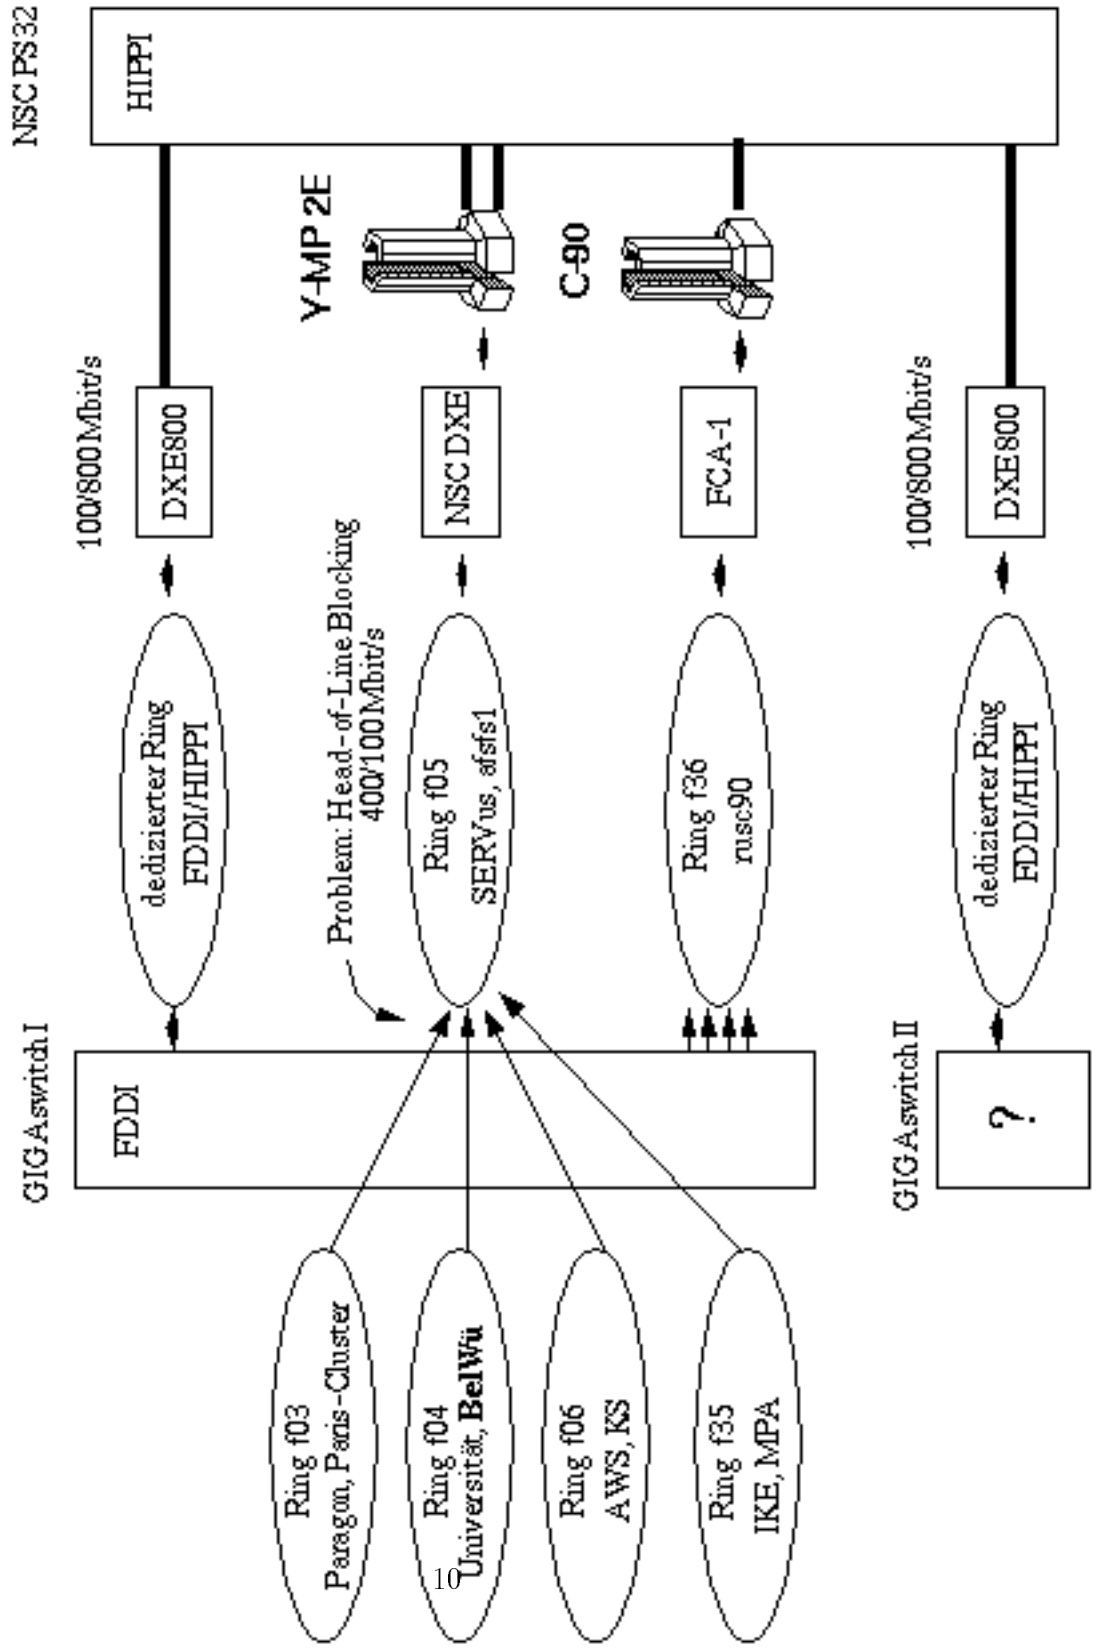 NSC PS32
HIPPI
Y-MP 2E
C-90
100/800 Mbit/s
DXE800
NSC DXE
FCA-1
100/800 Mbit/s
DXE800
dedizierter Ring
FDDI/HIPPI
Problem: Head-of-Line Blocking
400/100 Mbit/s
Ring f05
SERVus, afsfs1
Ring f36
rusc90
dedizierter Ring
FDDI/HIPPI
GIGAswitch I
FDDI
GIGAswitch II
?
Ring f03
Paragon, Paris-Cluster
Ring f04
Universität, BelWü
Ring f06
AWS, KS
Ring f35
IKE, MPA
10